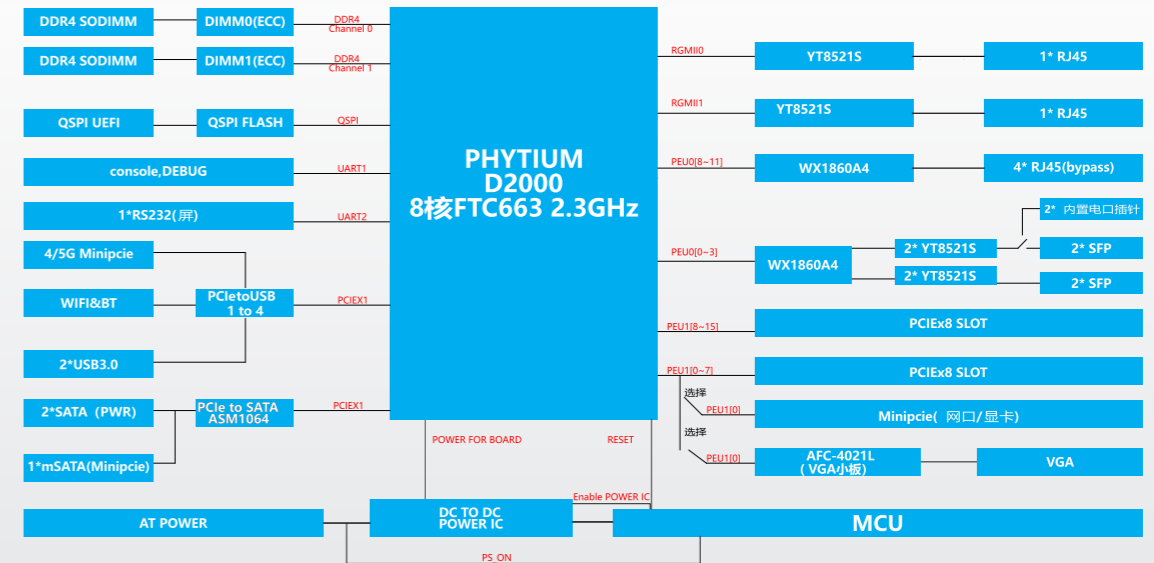 DDR4 SODIMM
DIMM0(ECC)
DDR4
Channel 0
DDR4 SODIMM
DIMM1(ECC)
DDR4
Channel 1
QSPI UEFI
QSPI FLASH
QSPI
console,DEBUG
UART1
1*RS232(屏)
UART2
4/5G Minipcie
WIFI&BT
PCIetoUSB
1 to 4
PCIEX1
2*USB3.0
2*SATA（PWR)
PCIe to SATA
ASM1064
PCIEX1
1*mSATA(Minipcie)
PHYTIUM
D2000
8核FTC663 2.3GHz
RGMII0
YT8521S
1* RJ45
RGMII1
YT8521S
1* RJ45
PEU0[8~11]
WX1860A4
4* RJ45(bypass)
2* 内置电口插针
PEU0[0~3]
WX1860A4
2* YT8521S
2* SFP
2* YT8521S
2* SFP
PEU1[8~15]
PCIEx8 SLOT
PEU1[0~7]
PCIEx8 SLOT
选择
PEU1[0]
Minipcie( 网口/显卡)
选择
PEU1[0]
AFC-4021L
( VGA小板)
VGA
POWER FOR BOARD
RESET
Enable POWER IC
AT POWER
DC TO DC
POWER IC
MCU
PS_ON